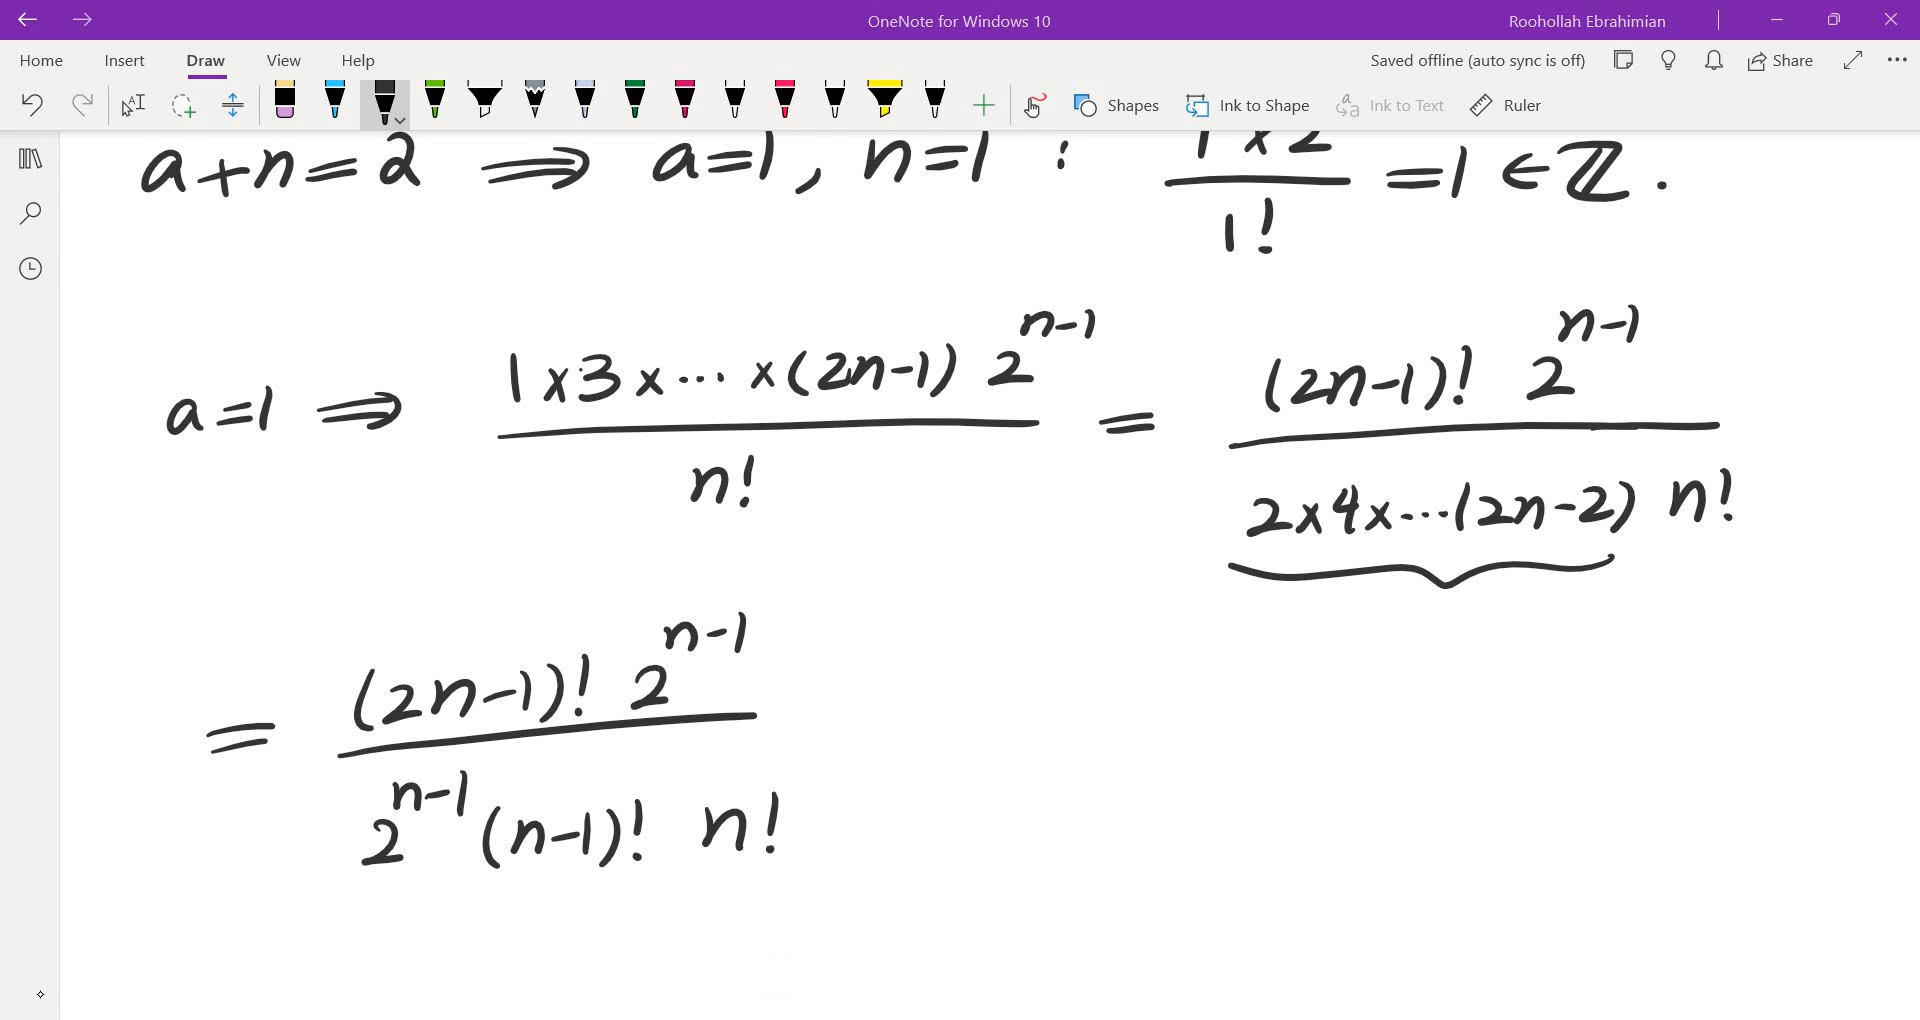 OneNote for Windows 10
Roohollah Ebrahimian
Home Insert Draw View Help
Saved offline (auto sync is off) Share
Shapes Ink to Shape Ink to Text Ruler
a+n=2 ⟹ a=1, n=1 : (1×2^)/(1!) =1 ∈ ℤ.
a=1 ⟹ (1×3×⋯×(2n-1) 2^(n-1))/(n!) = ((2n-1)! 2^(n-1))/(2×4×⋯(2n-2) n!)
= ((2n-1)! 2^(n-1))/(2^(n-1) (n-1)! n!)